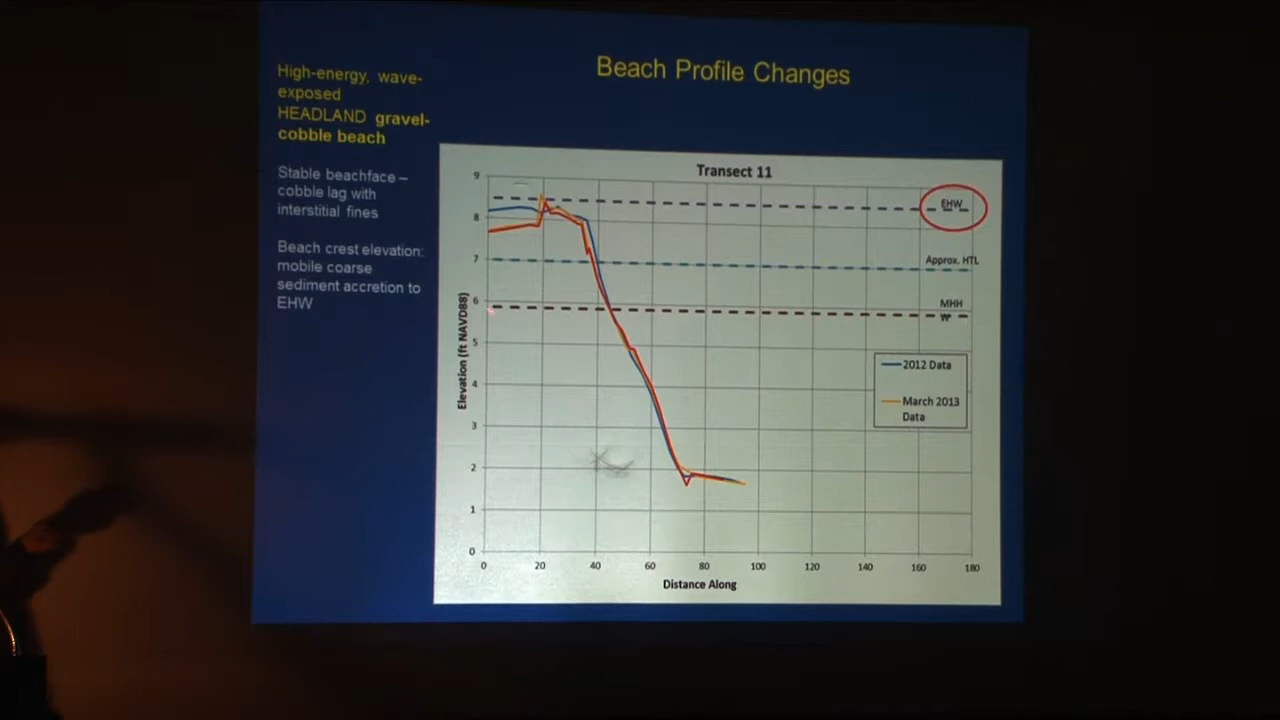 Beach Profile Changes
High-energy, wave-
exposed
HEADLAND gravel-
cobble beach
Stable beachface –
cobble lag with
interstitial fines
Beach crest elevation:
mobile coarse
sediment accretion to
EHW
Transect 11
9
8
7
6
5
4
3
2
1
0
Elevation (ft NAVD88)
EHW
Approx. HTL
MHH
W
2012 Data
March 2013
Data
0 20 40 60 80 100 120 140 160 180
Distance Along